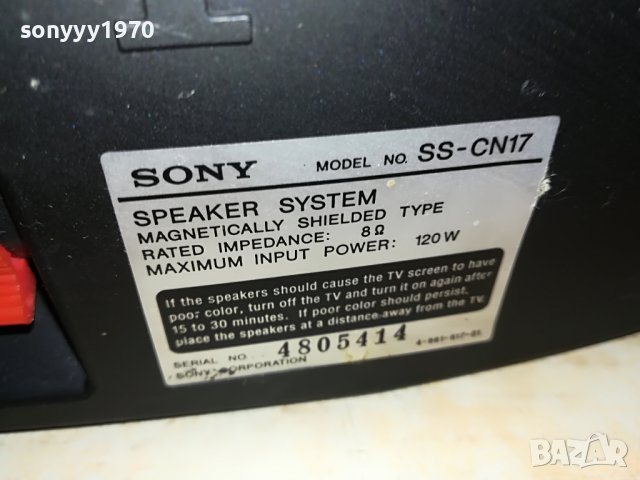 sonyyy1970
SONY MODEL NO. SS-CN17
SPEAKER SYSTEM
MAGNETICALLY SHIELDED TYPE
RATED IMPEDANCE: 8Ω
MAXIMUM INPUT POWER: 120W
If the speakers should cause the TV screen to have
poor color, turn off the TV and turn it on again after
15 to 30 minutes. If poor color should persist,
place the speakers at a distance away from the TV.
SERIAL NO. 4805414
SONY CORPORATION
BAZAR